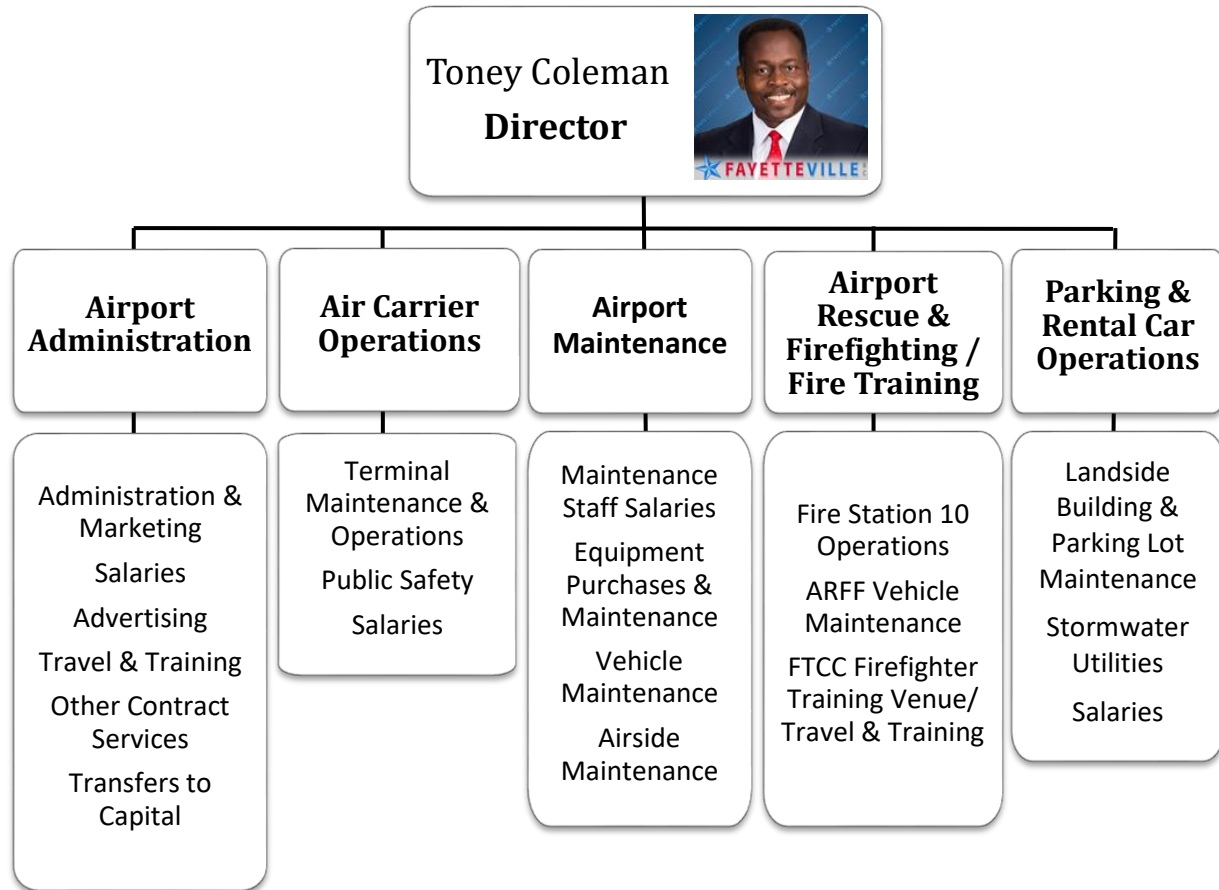 Toney Coleman
Director
FAYETTEVILLE
Airport
Administration
Air Carrier
Operations
Airport
Maintenance
Airport
Rescue &
Firefighting /
Fire Training
Parking &
Rental Car
Operations
Administration &
Marketing
Salaries
Advertising
Travel & Training
Other Contract
Services
Transfers to
Capital
Terminal
Maintenance &
Operations
Public Safety
Salaries
Maintenance
Staff Salaries
Equipment
Purchases &
Maintenance
Vehicle
Maintenance
Airside
Maintenance
Fire Station 10
Operations
ARFF Vehicle
Maintenance
FTCC Firefighter
Training Venue/
Travel & Training
Landside
Building &
Parking Lot
Maintenance
Stormwater
Utilities
Salaries